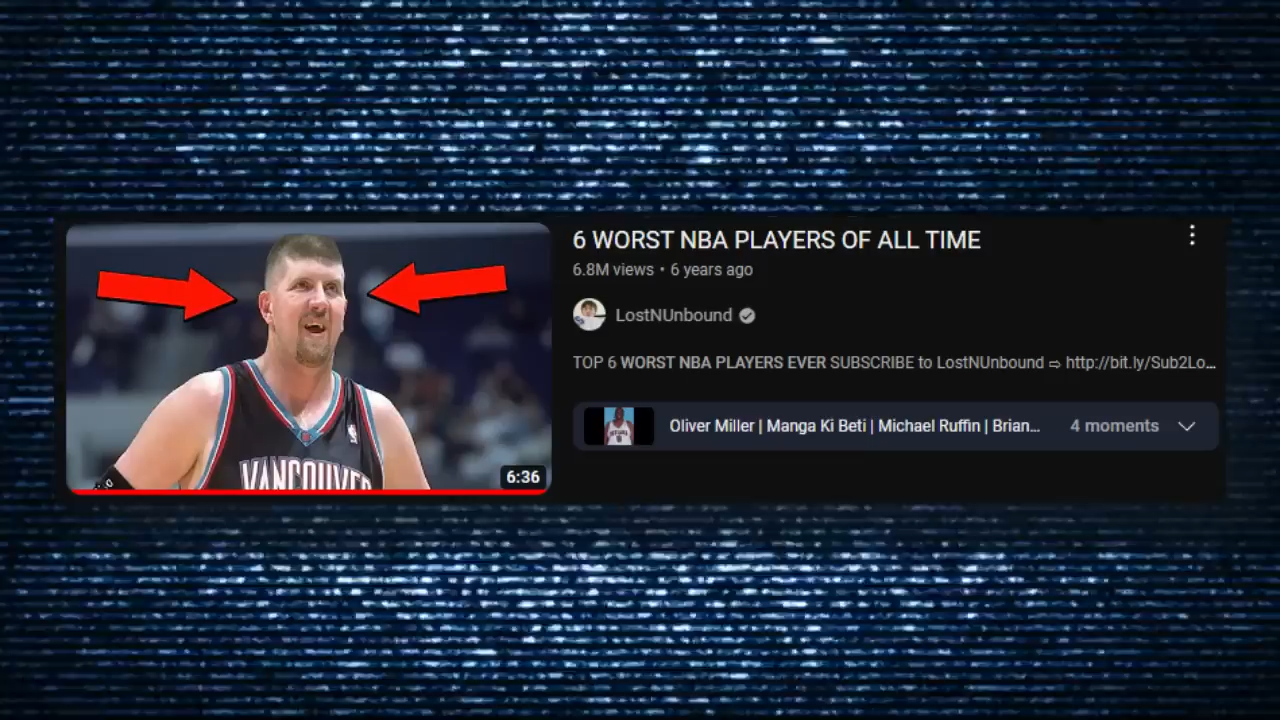 6 WORST NBA PLAYERS OF ALL TIME
6.8M views • 6 years ago
LostNUnbound
TOP 6 WORST NBA PLAYERS EVER SUBSCRIBE to LostNUnbound ⇨ http://bit.ly/Sub2Lo...
Oliver Miller | Manga Ki Beti | Michael Ruffin | Brian... 4 moments
VANCOUVER
6:36